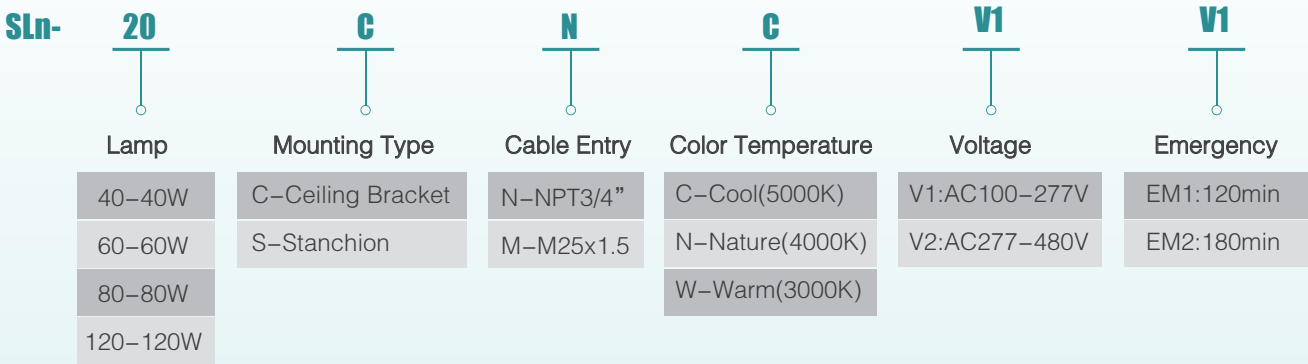 SLn- 20 C N C V1 V1
Lamp Mounting Type Cable Entry Color Temperature Voltage Emergency
40-40W C-Ceiling Bracket N-NPT3/4” C-Cool(5000K) V1:AC100-277V EM1:120min
60-60W S-Stanchion M-M25x1.5 N-Nature(4000K) V2:AC277-480V EM2:180min
80-80W W-Warm(3000K)
120-120W